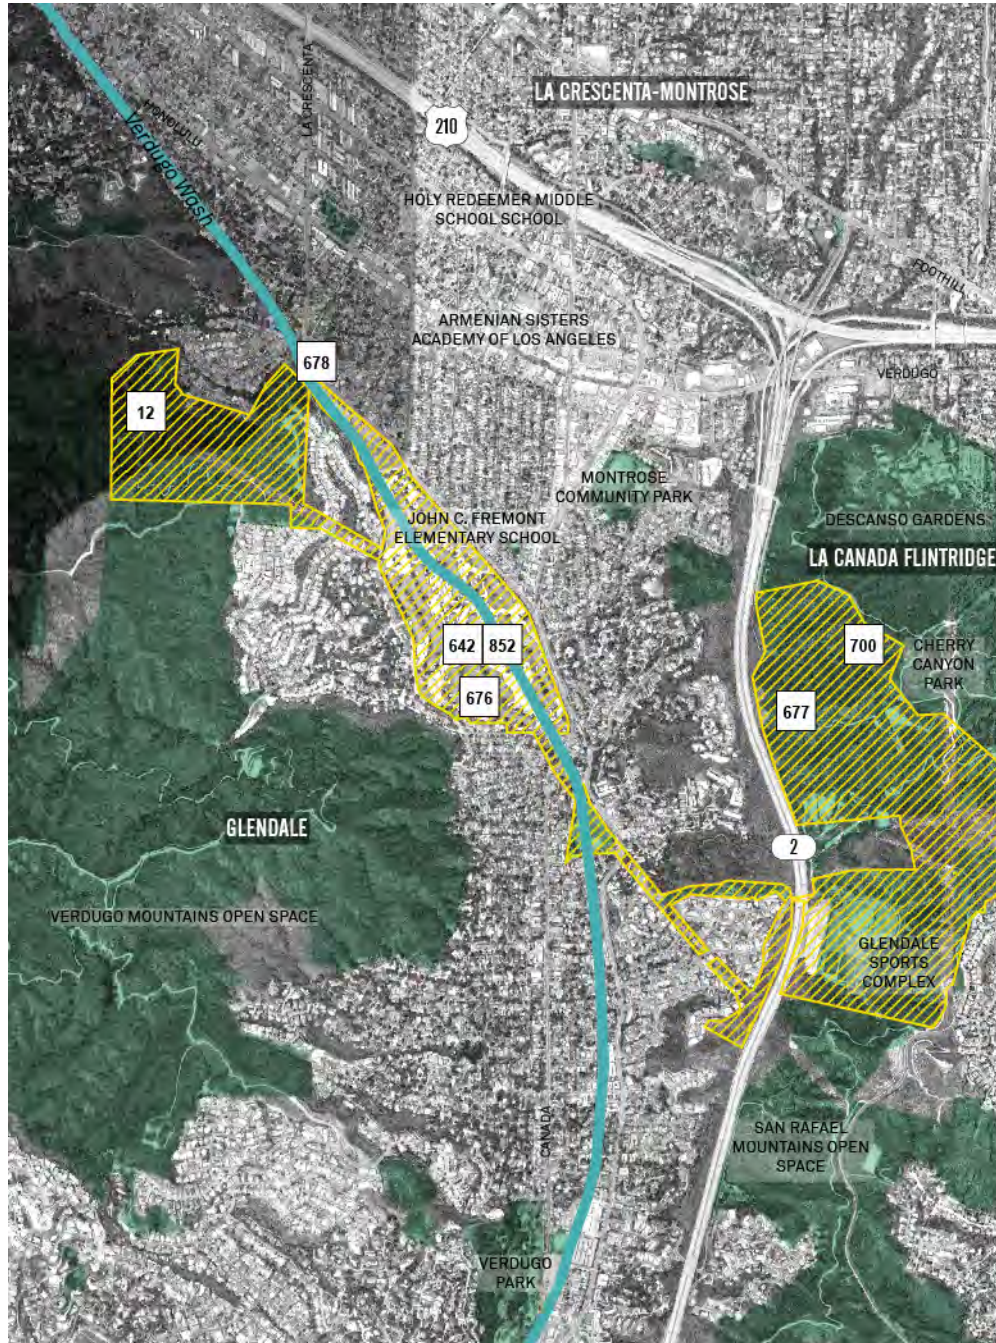 LA CRESCENTA-MONTROSE
LA CRESCENTA
HONOLULU
Verdugo Wash
210
HOLY REDEEMER MIDDLE
SCHOOL SCHOOL
FOOTHILL
ARMENIAN SISTERS
ACADEMY OF LOS ANGELES
678
VERDUGO
12
MONTROSE
COMMUNITY PARK
JOHN C. FREMONT
ELEMENTARY SCHOOL
DESCANSO GARDENS
LA CANADA FLINTRIDGE
642
852
700
CHERRY
CANYON
PARK
676
677
GLENDALE
2
VERDUGO MOUNTAINS OPEN SPACE
GLENDALE
SPORTS
COMPLEX
CANADA
SAN RAFAEL
MOUNTAINS OPEN
SPACE
VERDUGO
PARK